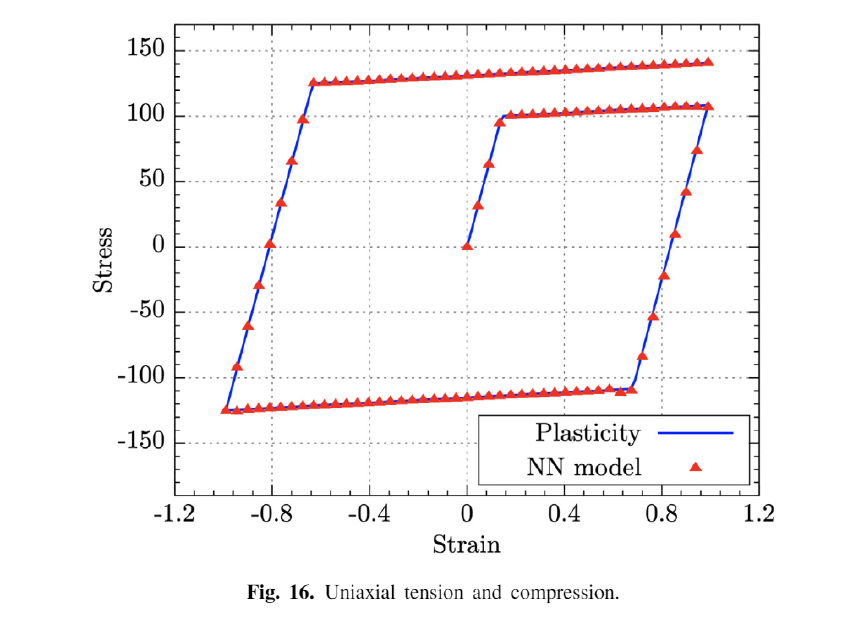 150
100
50
0
-50
-100
-150
Stress
Plasticity
NN model
-1.2 -0.8 -0.4 0 0.4 0.8 1.2
Strain
Fig. 16. Uniaxial tension and compression.